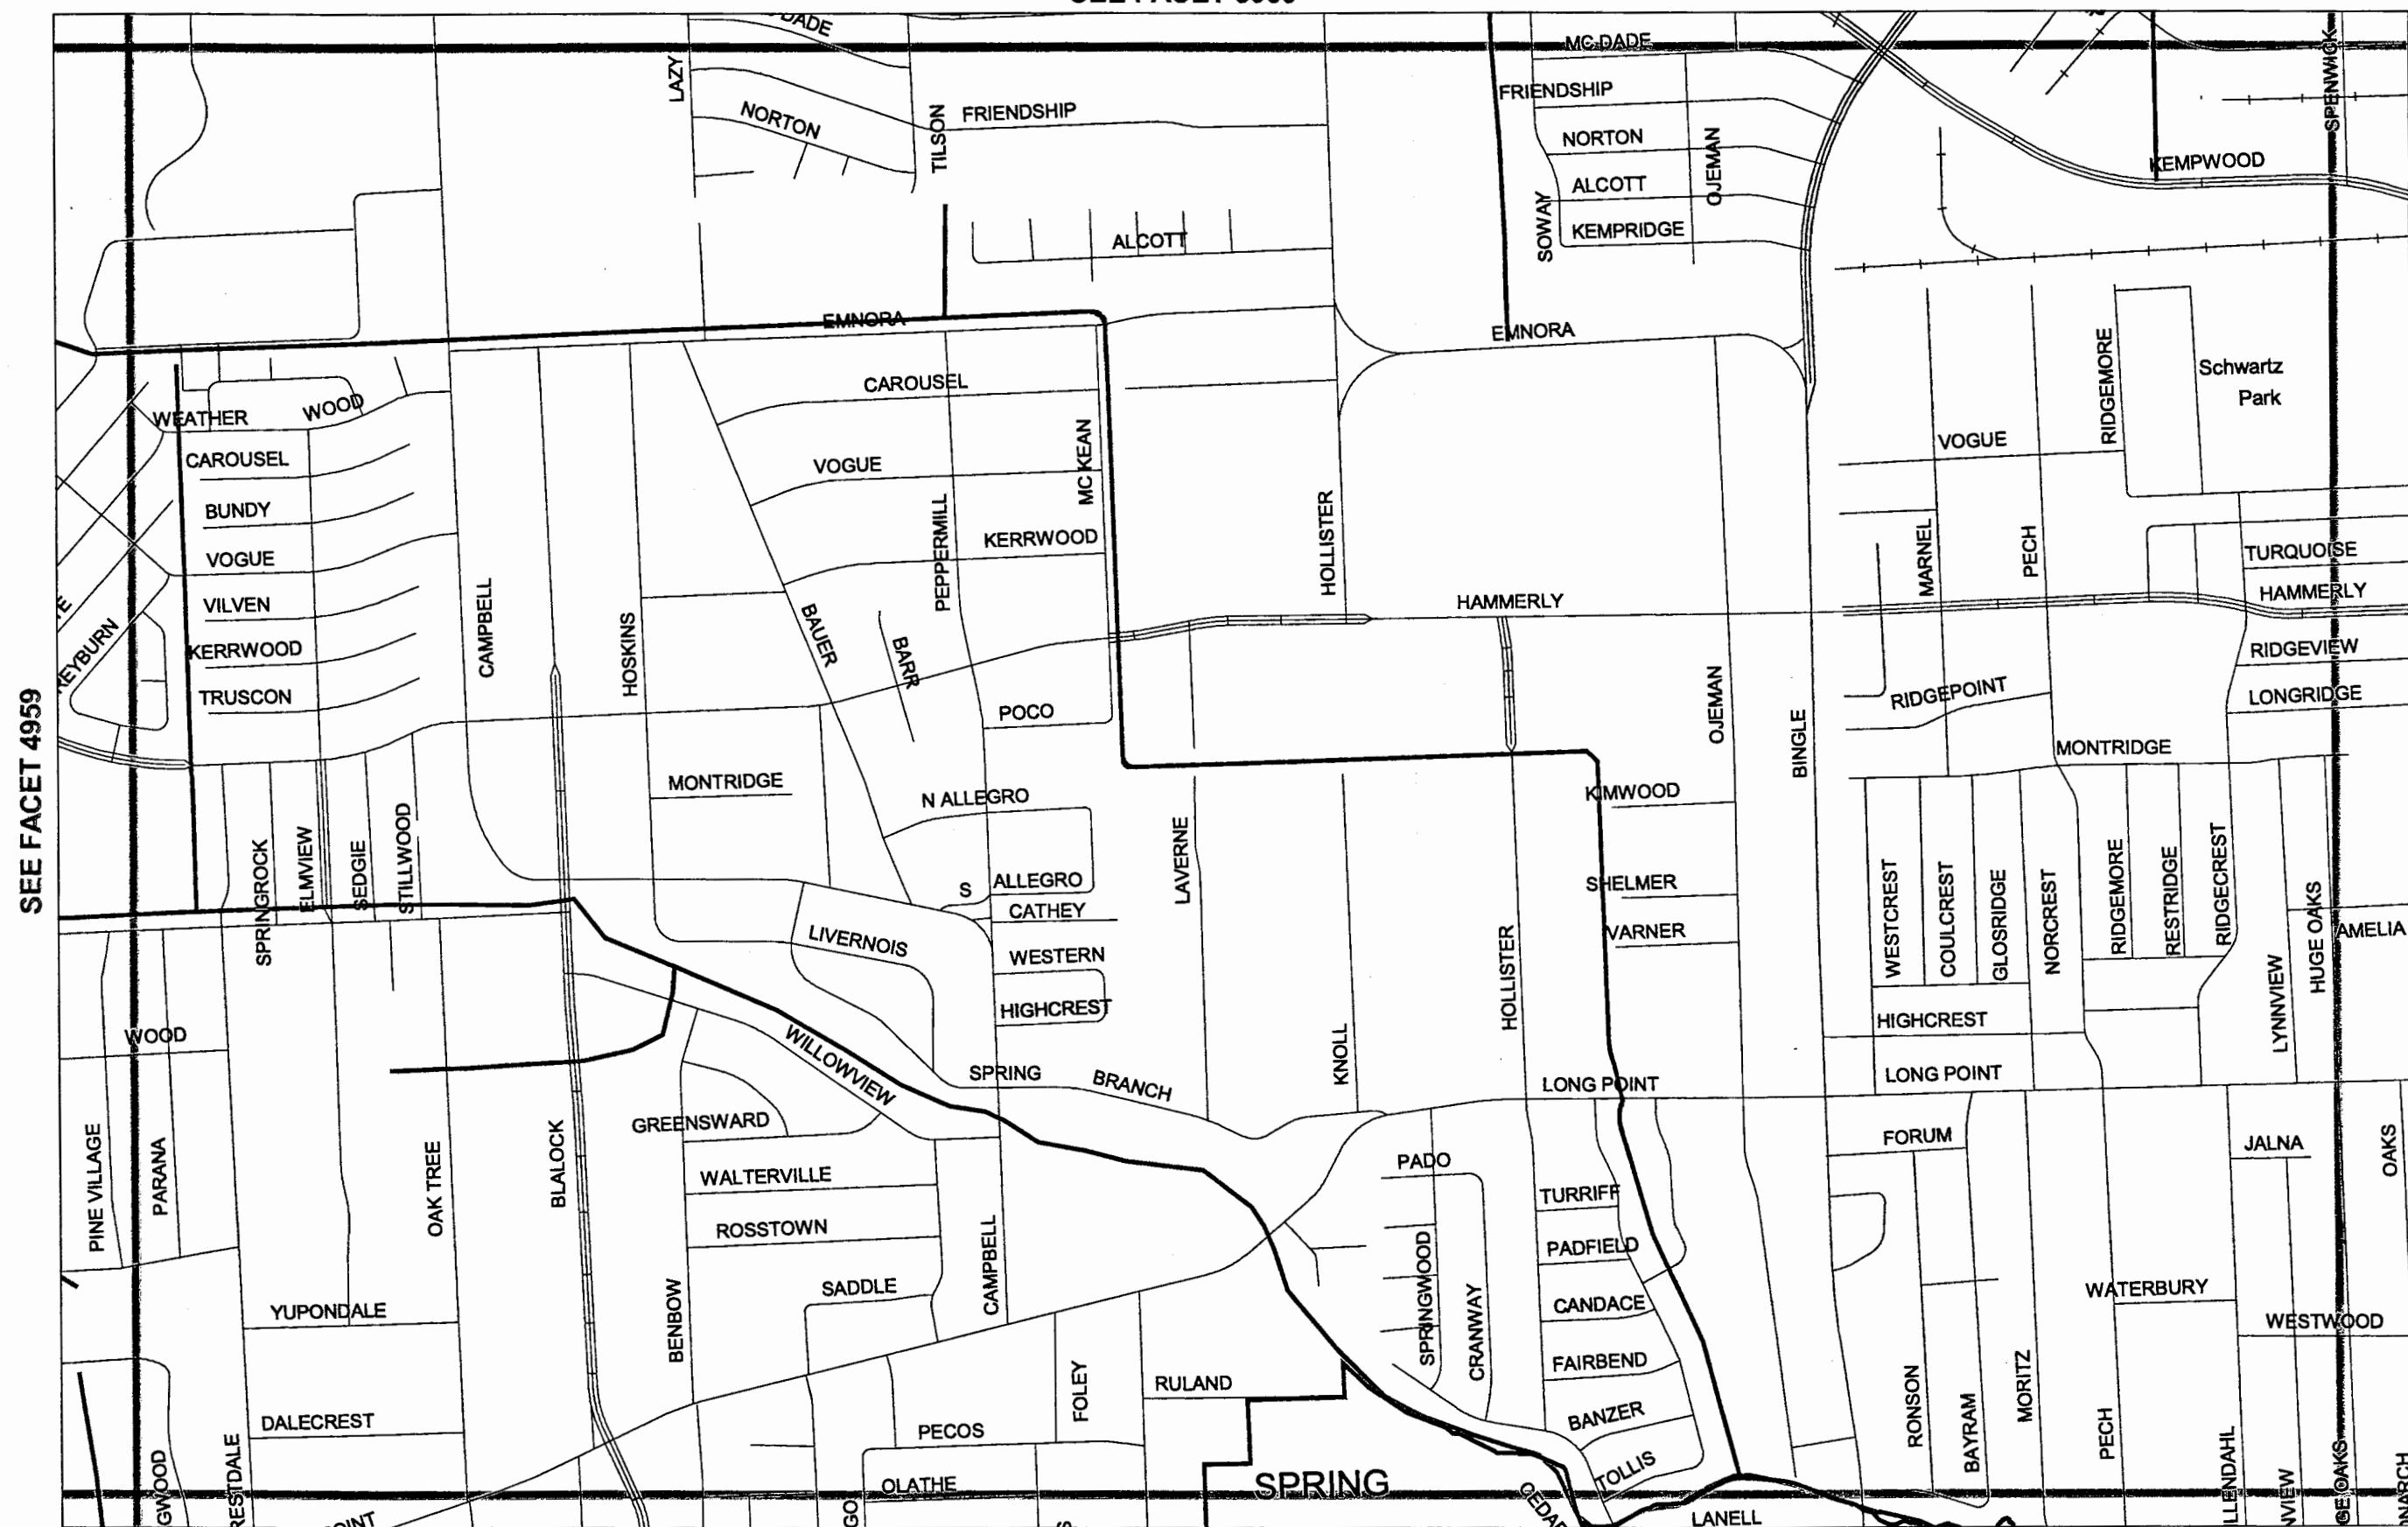 MC DADE
LAZY
SPENWICK
FRIENDSHIP
FRIENDSHIP
NORTON
TILSON
NORTON
OJEMAN
KEMPWOOD
ALCOTT
SOWAY
KEMPRIDGE
ALCOTT
EMNORA
EMNORA
RIDGEMORE
Schwartz
Park
CAROUSEL
WEATHER
WOOD
MC KEAN
VOGUE
CAROUSEL
VOGUE
BUNDY
PEPPERMILL
HOLLISTER
KERRWOOD
MARNEL
PECH
TURQUOISE
VOGUE
HAMMERLY
HAMMERLY
VILVEN
CAMPBELL
HOSKINS
BAUER
BARR
KERRWOOD
RIDGEVIEW
TRUSCON
RIDGEPOINT
LONGRIDGE
OJEMAN
BINGLE
POCO
MONTRIDGE
SEE FACET 4959
MONTRIDGE
N ALLEGRO
KIMWOOD
LAVERNE
SPRINGROCK
ELMVIEW
SEDGIE
STILLWOOD
S
ALLEGRO
SHELMER
WESTCREST
COULCREST
GLOSRIDGE
NORCREST
RIDGEMORE
RESTRIDGE
RIDGECREST
HUGE OAKS
CATHEY
LIVERNOIS
VARNER
AMELIA
WESTERN
HOLLISTER
LYNNVIEW
HIGHCREST
HIGHCREST
WOOD
WILLOWVIEW
KNOLL
SPRING
BRANCH
LONG POINT
LONG POINT
GREENSWARD
FORUM
JALNA
OAKS
PINE VILLAGE
PARANA
OAK TREE
BLALOCK
WALTERVILLE
PADO
TURRIFF
ROSSTOWN
CAMPBELL
SPRINGWOOD
PADFIELD
SADDLE
WATERBURY
YUPONDALE
BENBOW
CRANWAY
CANDACE
WESTWOOD
FAIRBEND
MORITZ
FOLEY
RULAND
RONSON
BAYRAM
PECH
DALECREST
PECOS
BANZER
TOLLIS
OLATHE
SPRING
LANELL